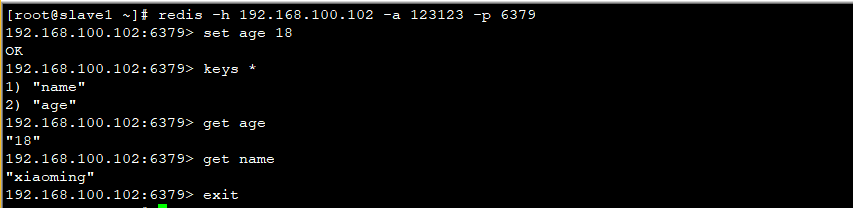 [root@slave1 ~]# redis -h 192.168.100.102 -a 123123 -p 6379
192.168.100.102:6379> set age 18
OK
192.168.100.102:6379> keys *
1) "name"
2) "age"
192.168.100.102:6379> get age
"18"
192.168.100.102:6379> get name
"xiaoming"
192.168.100.102:6379> exit